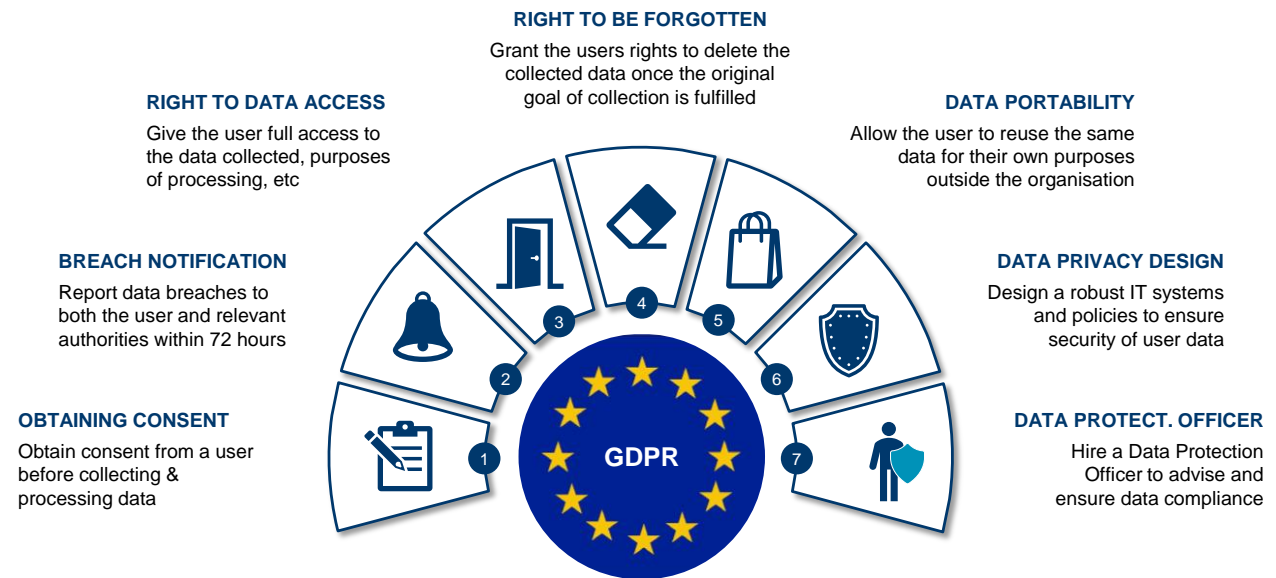 RIGHT TO BE FORGOTTEN
Grant the users rights to delete the
collected data once the original
goal of collection is fulfilled
RIGHT TO DATA ACCESS
Give the user full access to
the data collected, purposes
of processing, etc
DATA PORTABILITY
Allow the user to reuse the same
data for their own purposes
outside the organisation
BREACH NOTIFICATION
Report data breaches to
both the user and relevant
authorities within 72 hours
DATA PRIVACY DESIGN
Design a robust IT systems
and policies to ensure
security of user data
OBTAINING CONSENT
Obtain consent from a user
before collecting &
processing data
DATA PROTECT. OFFICER
Hire a Data Protection
Officer to advise and
ensure data compliance
1
2
3
4
5
6
7
GDPR